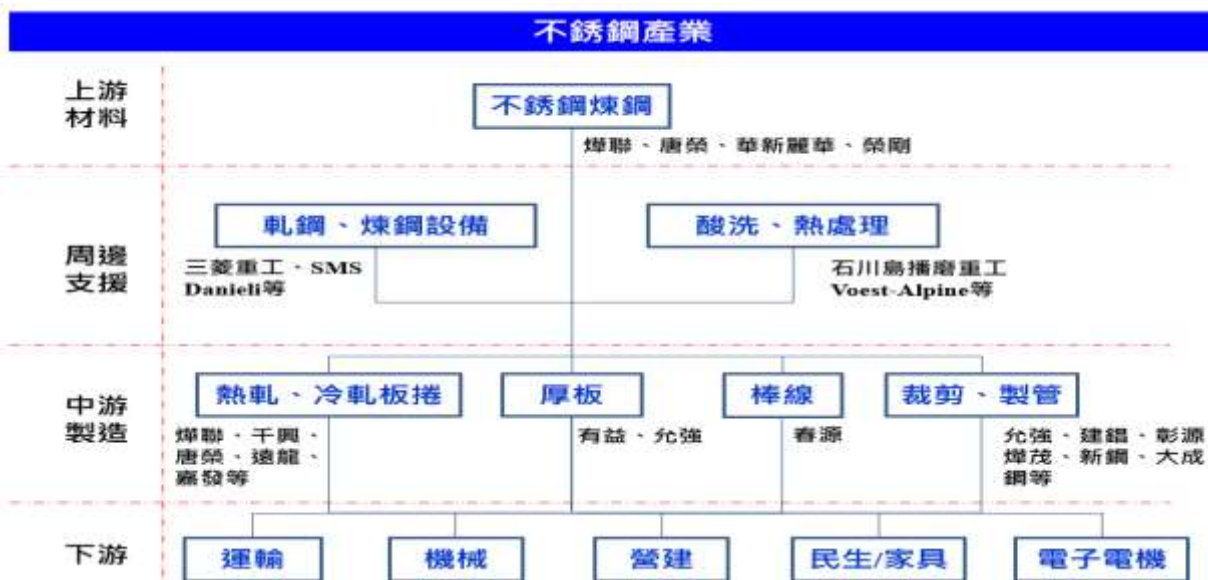 不銹鋼產業
上游
材料
不銹鋼煉鋼
燁聯、唐榮、華新麗華、榮剛
周邊
支援
軋鋼、煉鋼設備
三菱重工、SMS
Danieli等
酸洗、熱處理
石川島播磨重工
Voest-Alpine等
中游
製造
熱軋、冷軋板捲
燁聯、千興、
唐榮、遠龍、
嘉發等
厚板
有益、允強
棒線
春源
裁剪、製管
允強、建錩、彰源
燁茂、新鋼、大成
鋼等
下游
運輸
機械
營建
民生/家具
電子電機